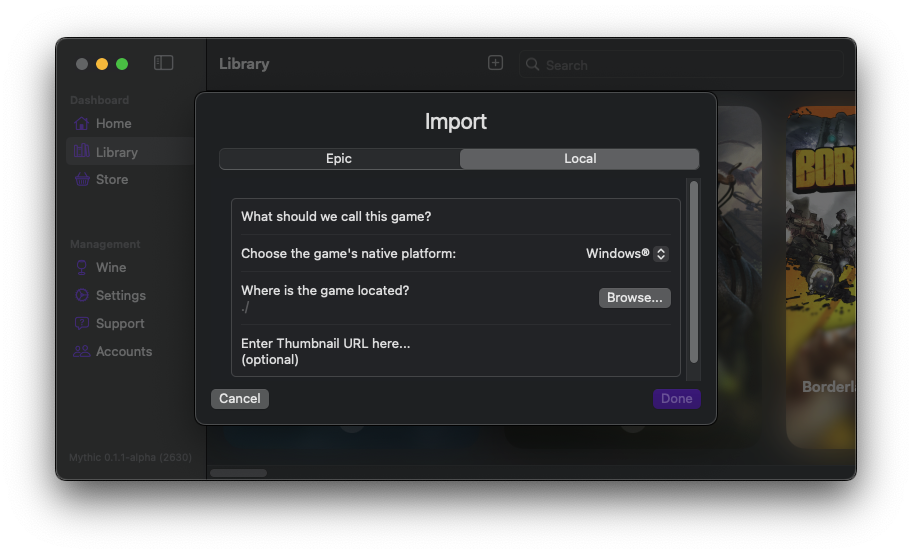 Library
Search
Dashboard
Home
Library
Store
Management
Wine
Settings
Support
Accounts
Mythic 0.1.1-alpha (2630)
Import
Epic
Local
What should we call this game?
Choose the game's native platform:
Windows®
Where is the game located?
./
Browse...
Enter Thumbnail URL here...
(optional)
Cancel
Done
BOR
Borderla